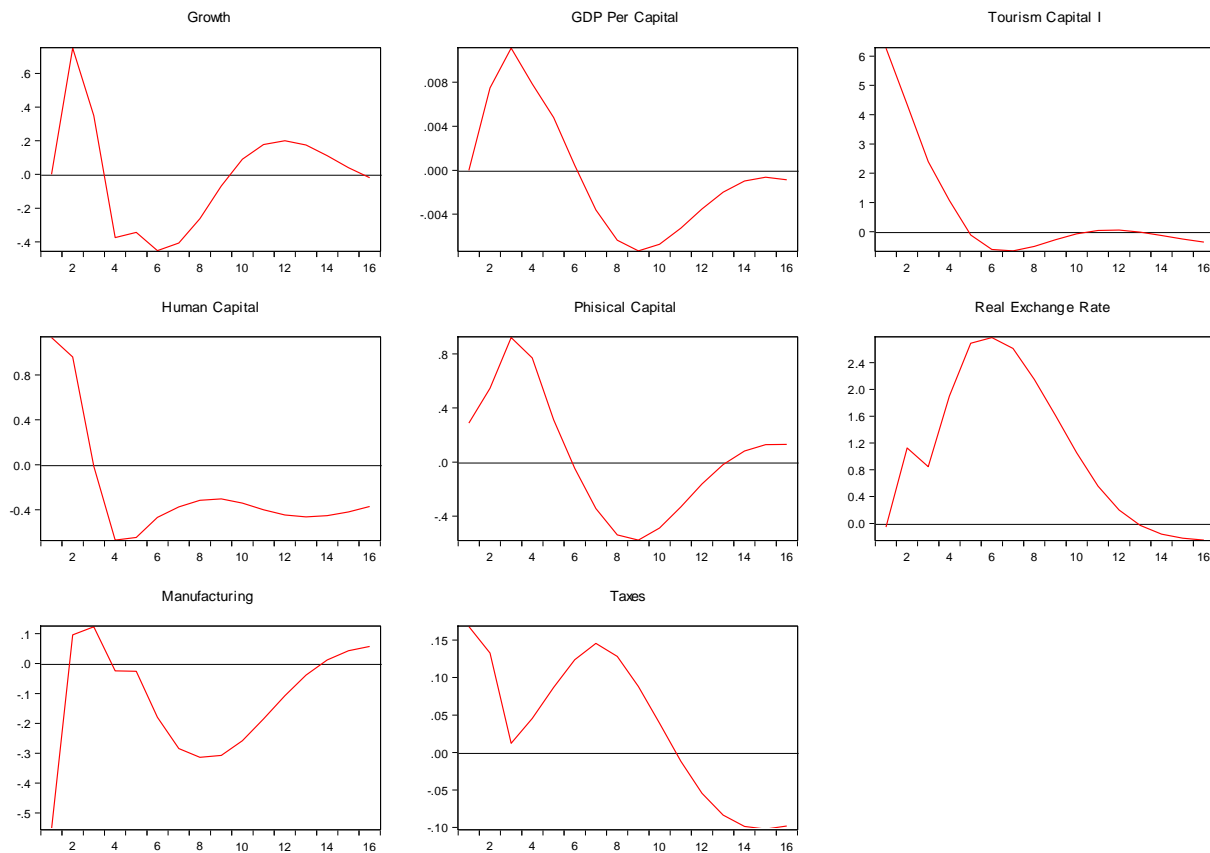 Growth
.6
.4
.2
.0
-.2
-.4
2 4 6 8 10 12 14 16
GDP Per Capital
.008
.004
.000
-.004
2 4 6 8 10 12 14 16
Tourism Capital I
6
5
4
3
2
1
0
2 4 6 8 10 12 14 16
Human Capital
0.8
0.4
0.0
-0.4
2 4 6 8 10 12 14 16
Phisical Capital
.8
.4
.0
-.4
2 4 6 8 10 12 14 16
Real Exchange Rate
2.4
2.0
1.6
1.2
0.8
0.4
0.0
2 4 6 8 10 12 14 16
Manufacturing
.1
.0
-.1
-.2
-.3
-.4
-.5
2 4 6 8 10 12 14 16
Taxes
.15
.10
.05
.00
-.05
-.10
2 4 6 8 10 12 14 16